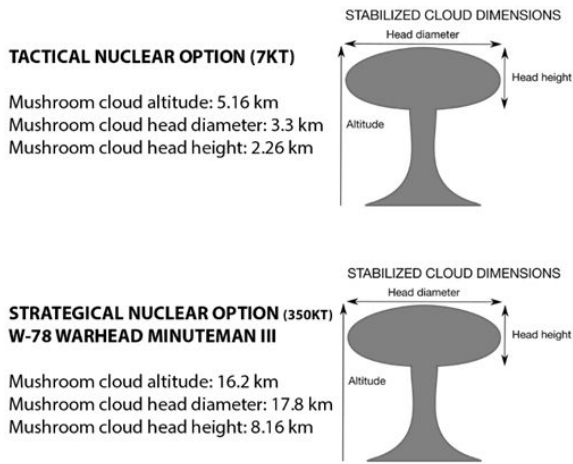 STABILIZED CLOUD DIMENSIONS
Head diameter
TACTICAL NUCLEAR OPTION (7KT)
Head height
Mushroom cloud altitude: 5.16 km
Mushroom cloud head diameter: 3.3 km
Altitude
Mushroom cloud head height: 2.26 km
STABILIZED CLOUD DIMENSIONS
Head diameter
STRATEGICAL NUCLEAR OPTION (350KT)
W-78 WARHEAD MINUTEMAN III
Head height
Mushroom cloud altitude: 16.2 km
Altitude
Mushroom cloud head diameter: 17.8 km
Mushroom cloud head height: 8.16 km